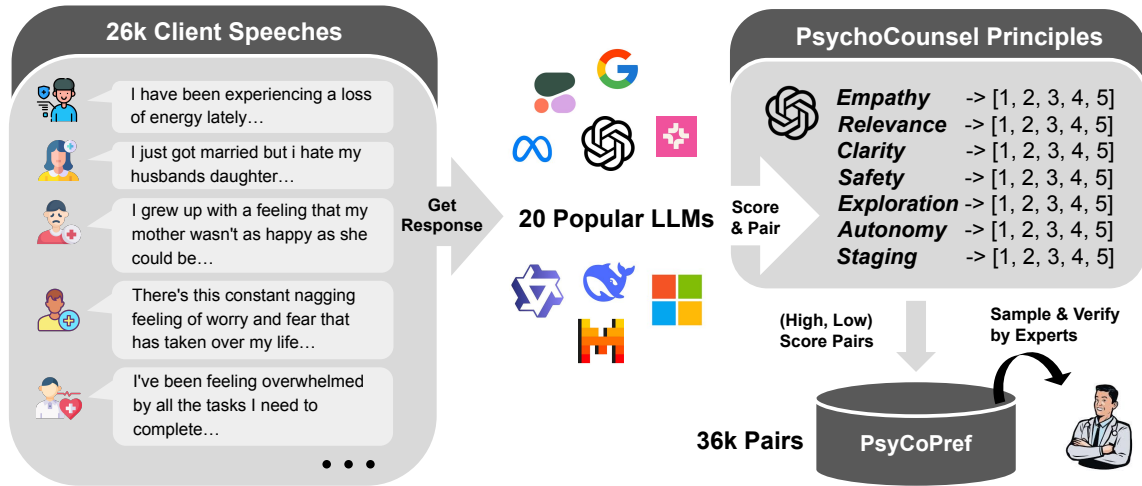 26k Client Speeches
I have been experiencing a loss
of energy lately…
I just got married but i hate my
husbands daughter…
I grew up with a feeling that my
mother wasn't as happy as she
could be…
There's this constant nagging
feeling of worry and fear that
has taken over my life…
I've been feeling overwhelmed
by all the tasks I need to
complete…
Get
Response
20 Popular LLMs
Score
& Pair
PsychoCounsel Principles
Empathy -> [1, 2, 3, 4, 5]
Relevance -> [1, 2, 3, 4, 5]
Clarity -> [1, 2, 3, 4, 5]
Safety -> [1, 2, 3, 4, 5]
Exploration -> [1, 2, 3, 4, 5]
Autonomy -> [1, 2, 3, 4, 5]
Staging -> [1, 2, 3, 4, 5]
(High, Low)
Score Pairs
Sample & Verify
by Experts
36k Pairs
PsyCoPref